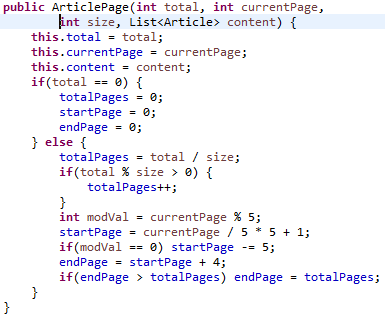 public ArticlePage(int total, int currentPage,
int size, List<Article> content) {
this.total = total;
this.currentPage = currentPage;
this.content = content;
if(total == 0) {
totalPages = 0;
startPage = 0;
endPage = 0;
} else {
totalPages = total / size;
if(total % size > 0) {
totalPages++;
}
int modVal = currentPage % 5;
startPage = currentPage / 5 * 5 + 1;
if(modVal == 0) startPage -= 5;
endPage = startPage + 4;
if(endPage > totalPages) endPage = totalPages;
}
}